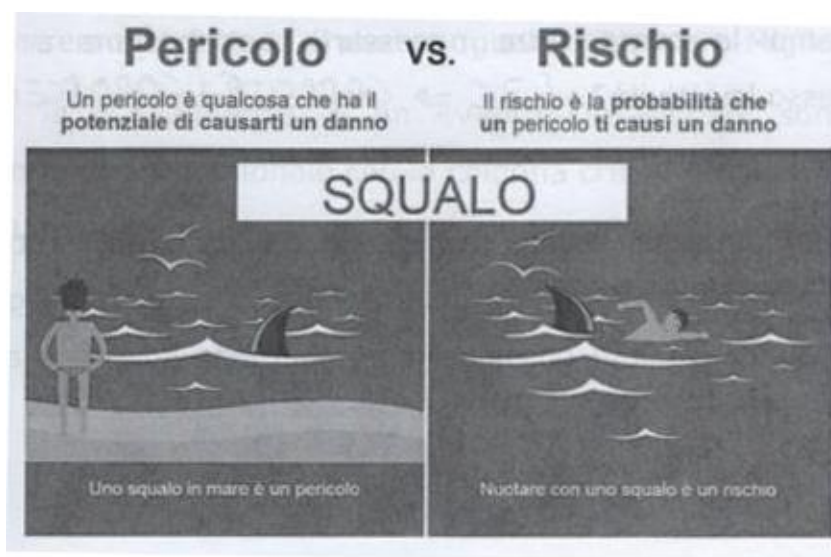 Pericolo vs. Rischio
Un pericolo è qualcosa che ha il
potenziale di causarti un danno
Il rischio è la probabilità che
un pericolo ti causi un danno
SQUALO
Uno squalo in mare è un pericolo
Nuotare con uno squalo è un rischio